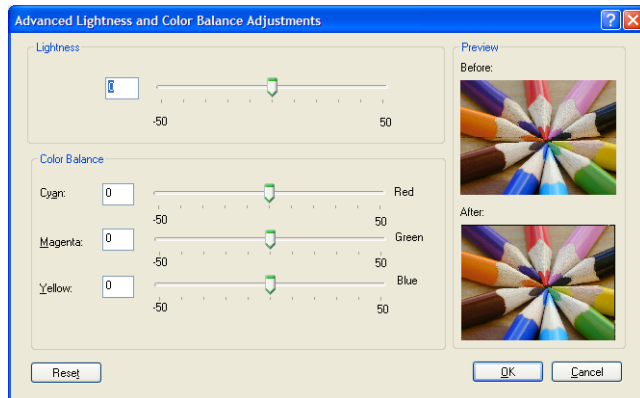 Advanced Lightness and Color Balance Adjustments
Lightness
0
-50 50
Color Balance
Cyan: 0 Red
-50 50
Magenta: 0 Green
-50 50
Yellow: 0 Blue
-50 50
Preview
Before:
After:
Reset
OK Cancel